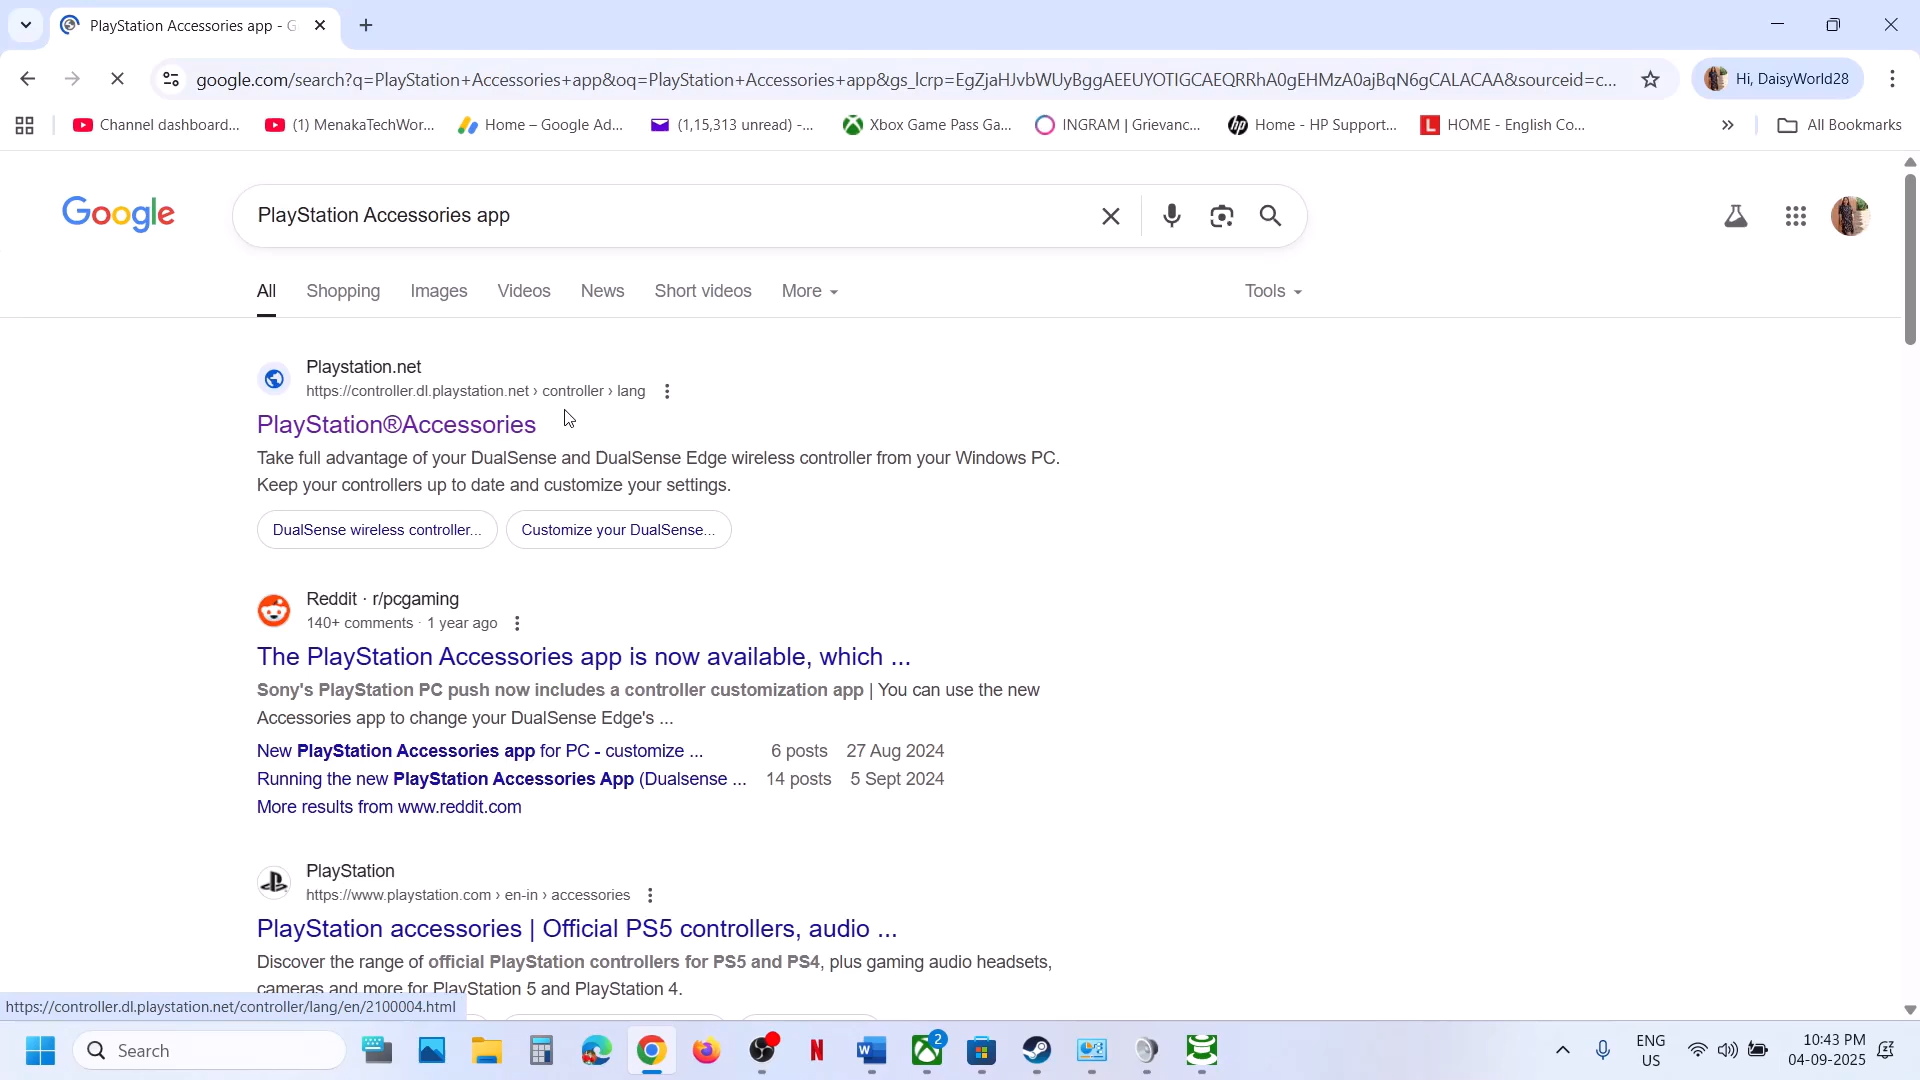 PlayStation Accessories app - G
google.com/search?q=PlayStation+Accessories+app&oq=PlayStation+Accessories+app&gs_lcrp=EgZjaHJvbWUyBggAEEUYOTIGCAEQRRhA0gEHMzA0ajBqN6gCALACAA&sourceid=c...
Hi, DaisyWorld28
Channel dashboard...
(1) MenakaTechWor...
Home – Google Ad...
(1,15,313 unread) -...
Xbox Game Pass Ga...
INGRAM | Grievanc...
Home - HP Support...
HOME - English Co...
All Bookmarks
Google
PlayStation Accessories app
All Shopping Images Videos News Short videos More Tools
Playstation.net
https://controller.dl.playstation.net › controller › lang
PlayStation®Accessories
Take full advantage of your DualSense and DualSense Edge wireless controller from your Windows PC.
Keep your controllers up to date and customize your settings.
DualSense wireless controller...
Customize your DualSense...
Reddit · r/pcgaming
140+ comments · 1 year ago
The PlayStation Accessories app is now available, which ...
Sony's PlayStation PC push now includes a controller customization app | You can use the new
Accessories app to change your DualSense Edge's ...
New PlayStation Accessories app for PC - customize ... 6 posts 27 Aug 2024
Running the new PlayStation Accessories App (Dualsense ... 14 posts 5 Sept 2024
More results from www.reddit.com
PlayStation
https://www.playstation.com › en-in › accessories
PlayStation accessories | Official PS5 controllers, audio ...
Discover the range of official PlayStation controllers for PS5 and PS4, plus gaming audio headsets,
cameras and more for PlayStation 5 and PlayStation 4.
https://controller.dl.playstation.net/controller/lang/en/2100004.html
Search
2
ENG
US
10:43 PM
04-09-2025